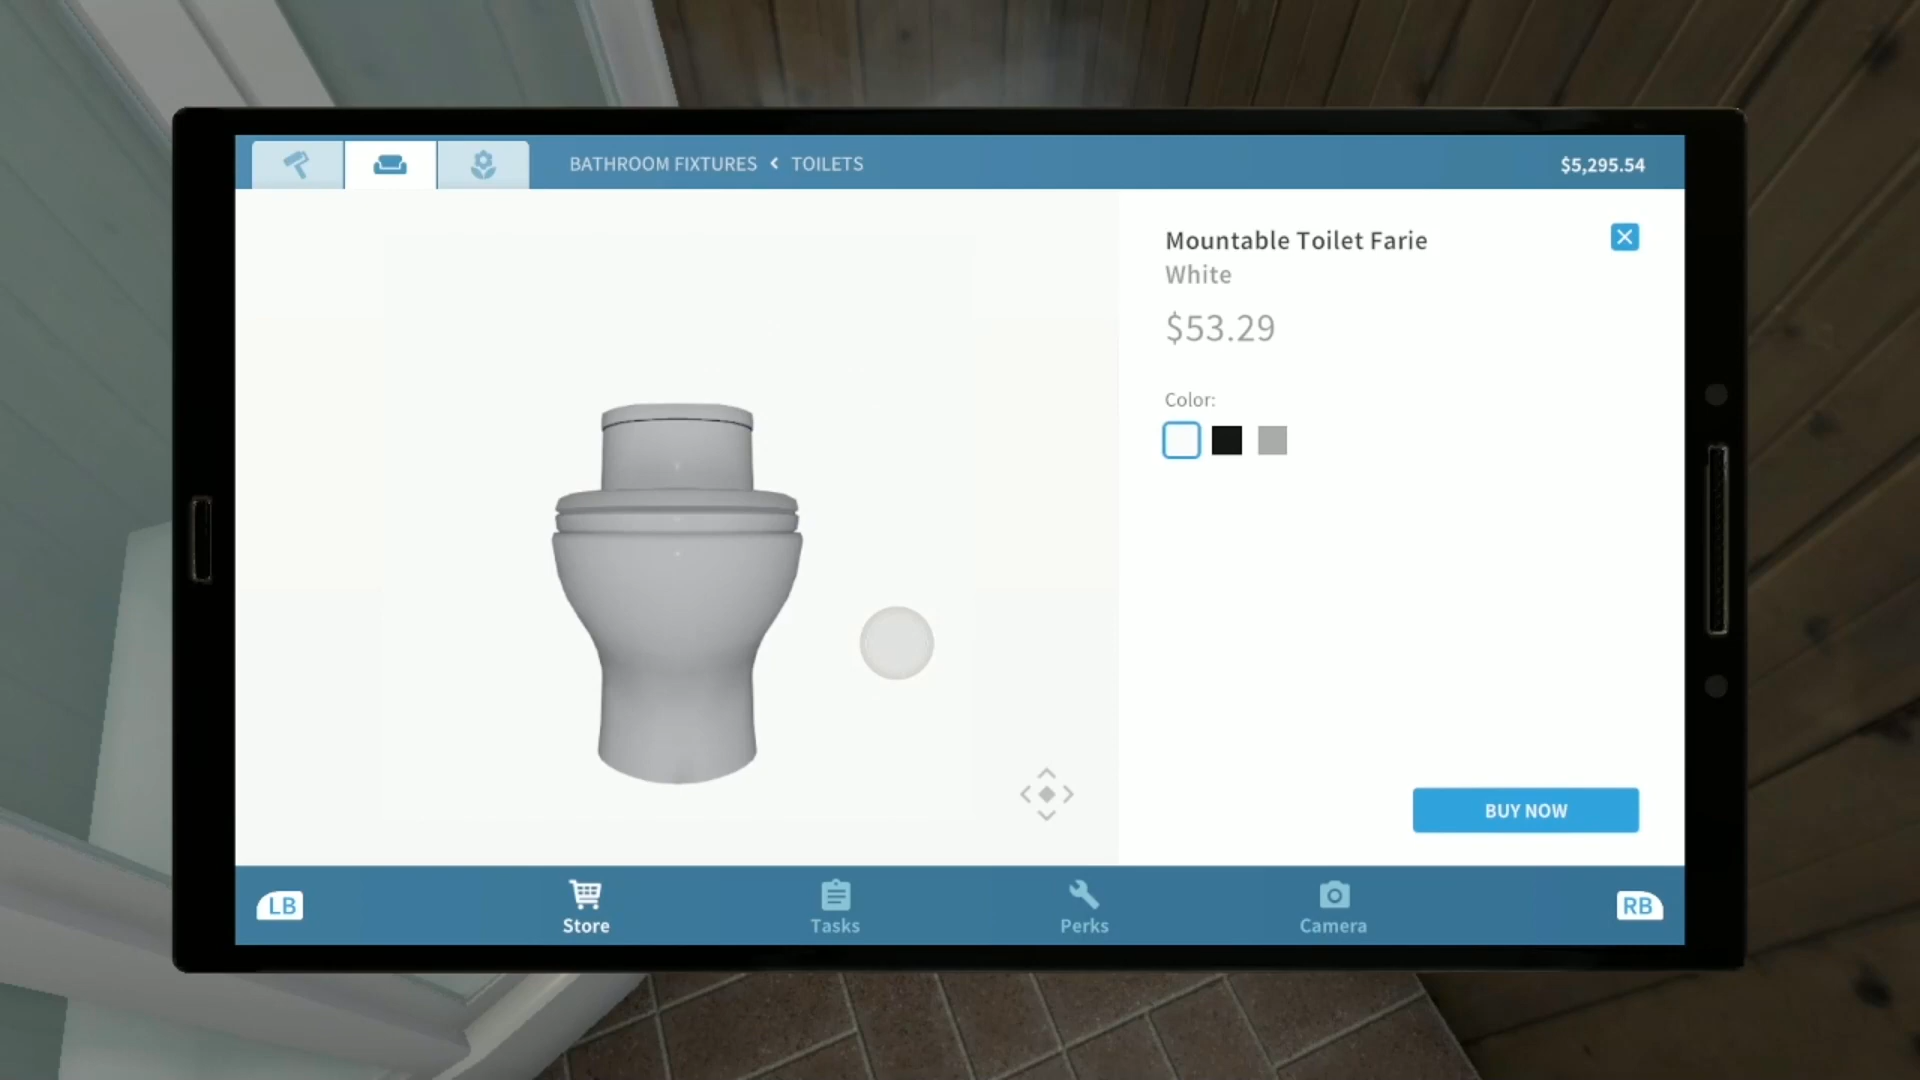 BATHROOM FIXTURES < TOILETS
$5,295.54
Mountable Toilet Farie
White
$53.29
Color:
BUY NOW
LB
Store
Tasks
Perks
Camera
RB